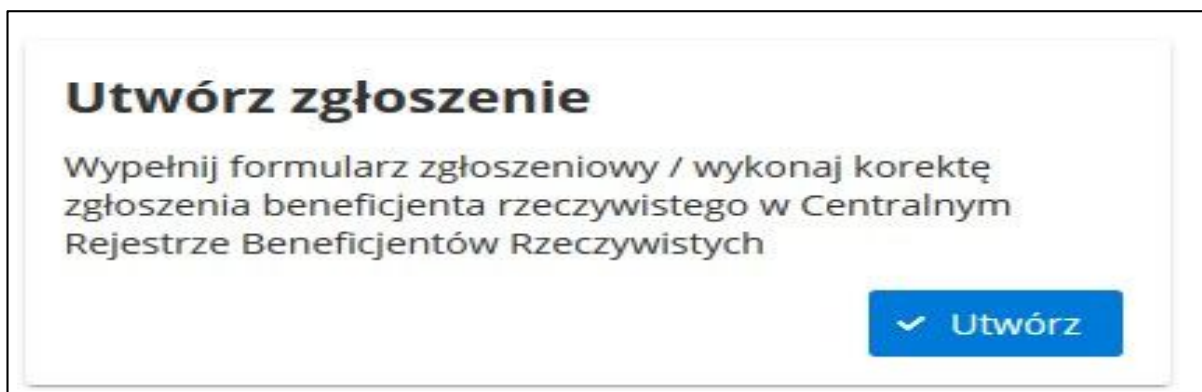 Utwórz zgłoszenie
Wypełnij formularz zgłoszeniowy / wykonaj korektę
zgłoszenia beneficjenta rzeczywistego w Centralnym
Rejestrze Beneficjentów Rzeczywistych
Utwórz